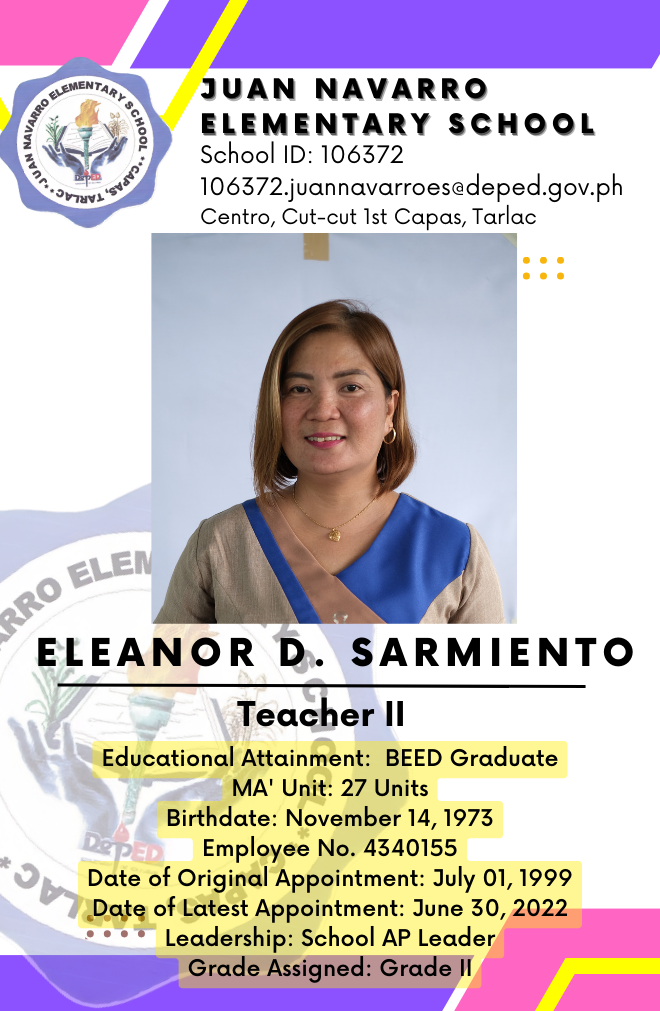 JUAN NAVARRO
ELEMENTARY SCHOOL
School ID: 106372
106372.juannavarroes@deped.gov.ph
Centro, Cut-cut 1st Capas, Tarlac
JUAN NAVARRO ELEMENTARY SCHOOL
CAPAS, TARLAC
DepED
ELEANOR D. SARMIENTO
Teacher II
Educational Attainment:  BEED Graduate
MA' Unit: 27 Units
Birthdate: November 14, 1973
Employee No. 4340155
Date of Original Appointment: July 01, 1999
Date of Latest Appointment: June 30, 2022
Leadership: School AP Leader
Grade Assigned: Grade II
DepED